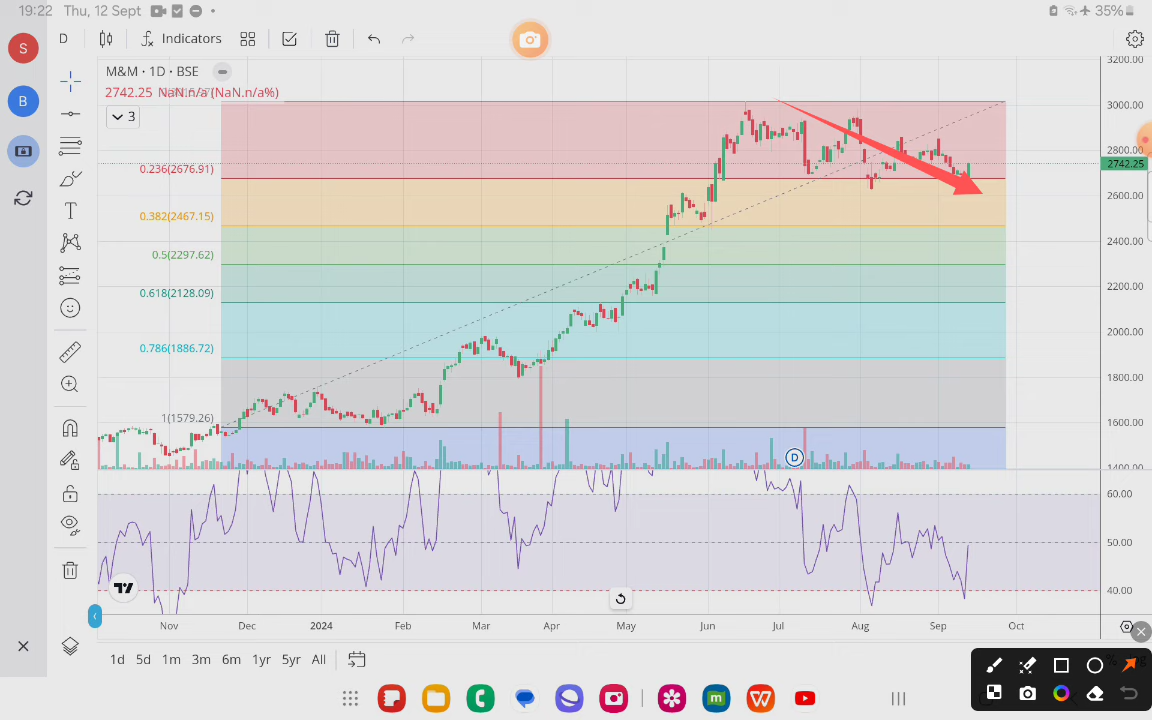 19:22 Thu, 12 Sept
35%
S
D
Indicators
M&M · 1D · BSE
2742.25 NaN.n/a (NaN.n/a%)
3
B
T
0.236(2676.91)
0.382(2467.15)
0.5(2297.62)
0.618(2128.09)
0.786(1886.72)
1(1579.26)
D
3200.00
3000.00
2800.00
2742.25
2600.00
2400.00
2200.00
2000.00
1800.00
1600.00
1400.00
60.00
50.00
40.00
Nov Dec 2024 Feb Mar Apr May Jun Jul Aug Sep Oct
1d 5d 1m 3m 6m 1yr 5yr All
m
W